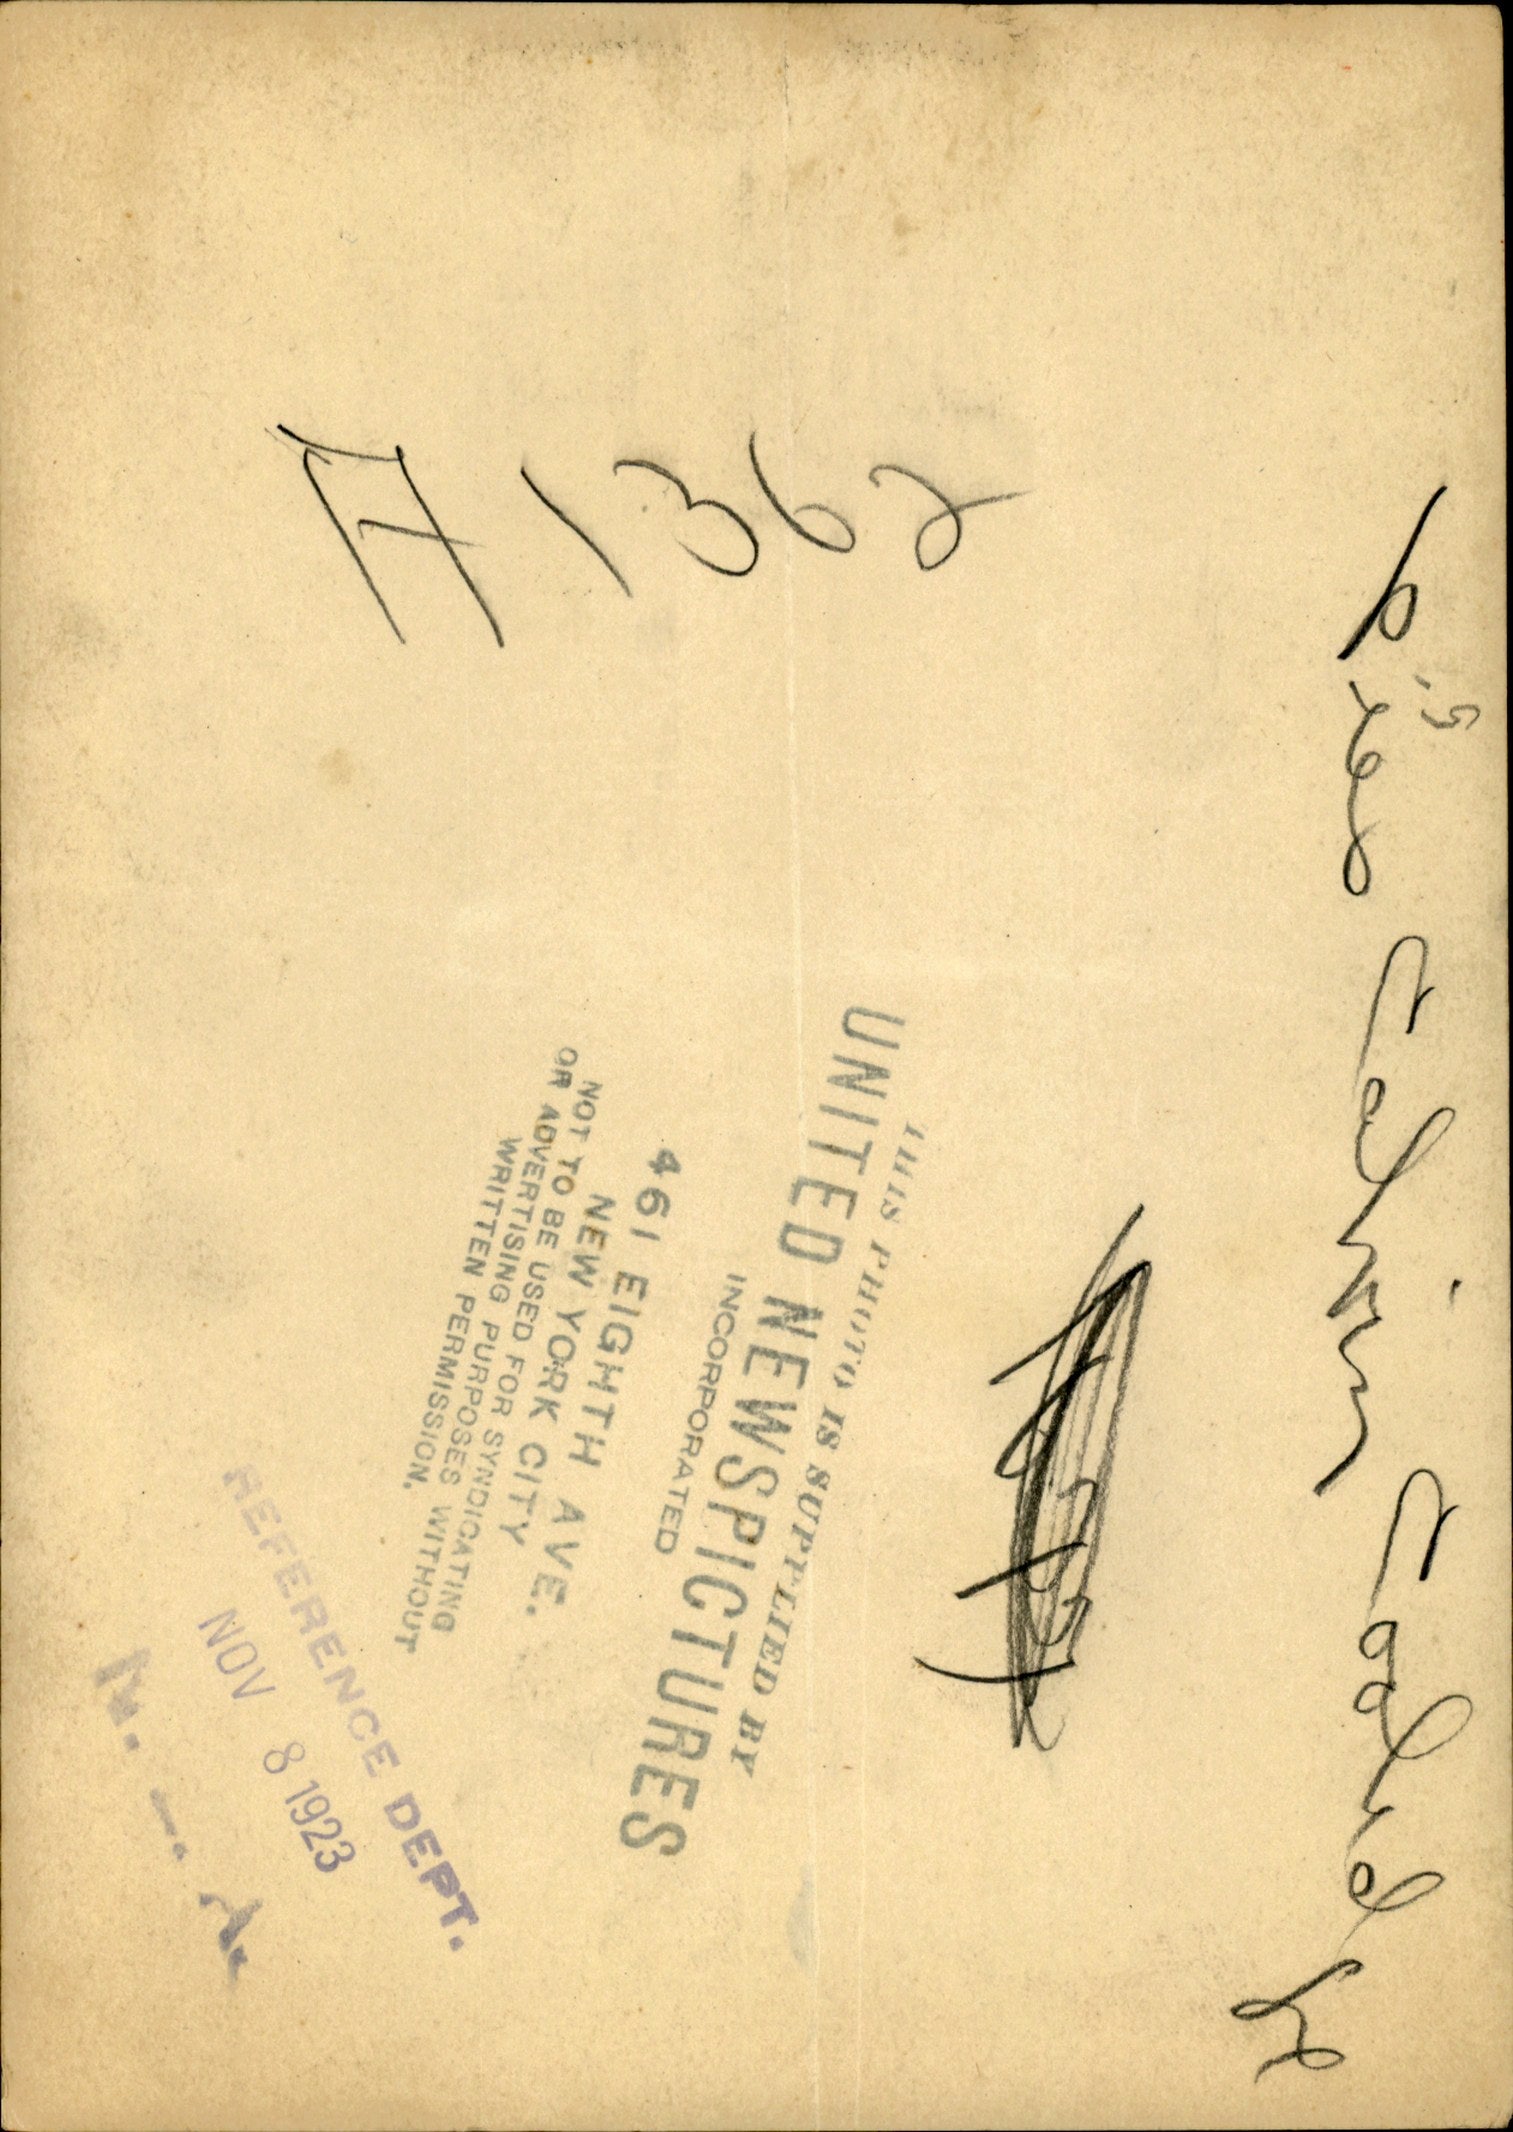 Pres Calvin Coolidge
THIS PHOTO IS SUPPLIED BY
UNITED NEWSPICTURES
INCORPORATED
461 EIGHTH AVE.
NEW YORK CITY
NOT TO BE USED FOR SYNDICATING
OR ADVERTISING PURPOSES WITHOUT
WRITTEN PERMISSION.
A 1362
REFERENCE DEPT.
NOV 8 1923
N. — A.